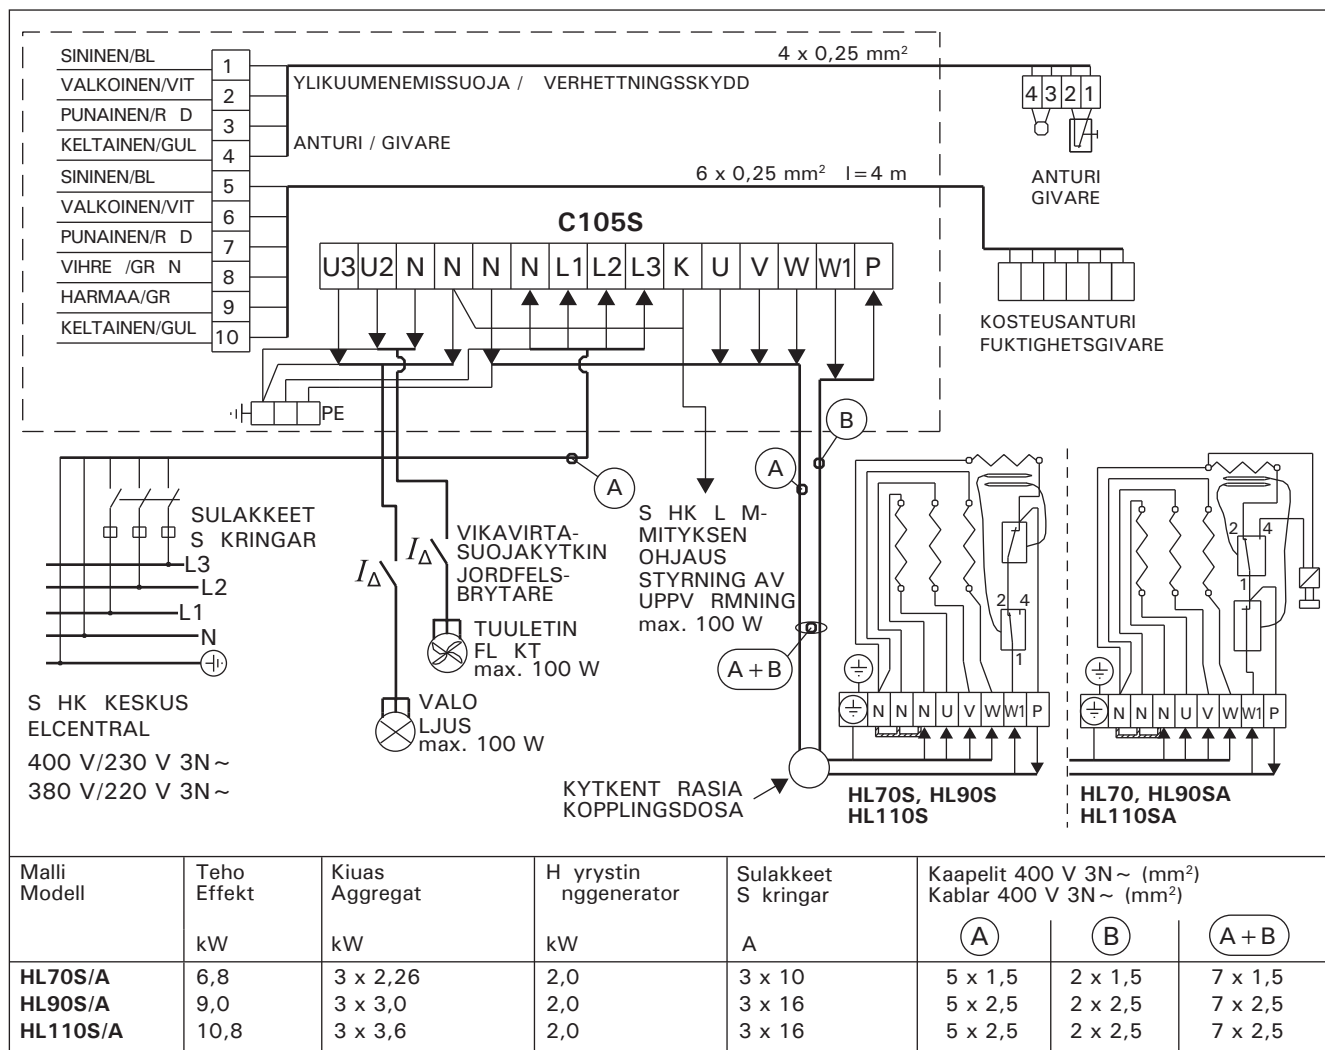 SININEN/BL
VALKOINEN/VIT
PUNAINEN/R D
KELTAINEN/GUL
SININEN/BL
VALKOINEN/VIT
PUNAINEN/R D
VIHRE /GR N
HARMAA/GR
KELTAINEN/GUL
1
2
3
4
5
6
7
8
9
10
YLIKUUMENEMISSUOJA / VERHETTNINGSSKYDD
ANTURI / GIVARE
4 x 0,25 mm²
6 x 0,25 mm² l=4 m
4 3 2 1
ANTURI
GIVARE
KOSTEUSANTURI
FUKTIGHETSGIVARE
C105S
U3 U2 N N N N L1 L2 L3 K U V W W1 P
PE
A
B
A
SULAKKEET
S KRINGAR
L3
L2
L1
N
S HK KESKUS
ELCENTRAL
400 V/230 V 3N~
380 V/220 V 3N~
IΔ
IΔ
VIKAVIRTA-
SUOJAKYTKIN
JORDFELS-
BRYTARE
TUULETIN
FL KT
max. 100 W
VALO
LJUS
max. 100 W
S HK L M-
MITYKSEN
OHJAUS
STYRNING AV
UPPV RMNING
max. 100 W
A+B
KYTKENT RASIA
KOPPLINGSDOSA
2 4
1
N N N U V W W1 P
HL70S, HL90S
HL110S
2 4
1
N N N U V W W1 P
HL70, HL90SA
HL110SA
Malli Teho Kiuas H yrystin Sulakkeet Kaapelit 400 V 3N~ (mm²)
Modell Effekt Aggregat nggenerator S kringar Kablar 400 V 3N~ (mm²)
kW kW kW A A B A+B
HL70S/A 6,8 3 x 2,26 2,0 3 x 10 5 x 1,5 2 x 1,5 7 x 1,5
HL90S/A 9,0 3 x 3,0 2,0 3 x 16 5 x 2,5 2 x 2,5 7 x 2,5
HL110S/A 10,8 3 x 3,6 2,0 3 x 16 5 x 2,5 2 x 2,5 7 x 2,5